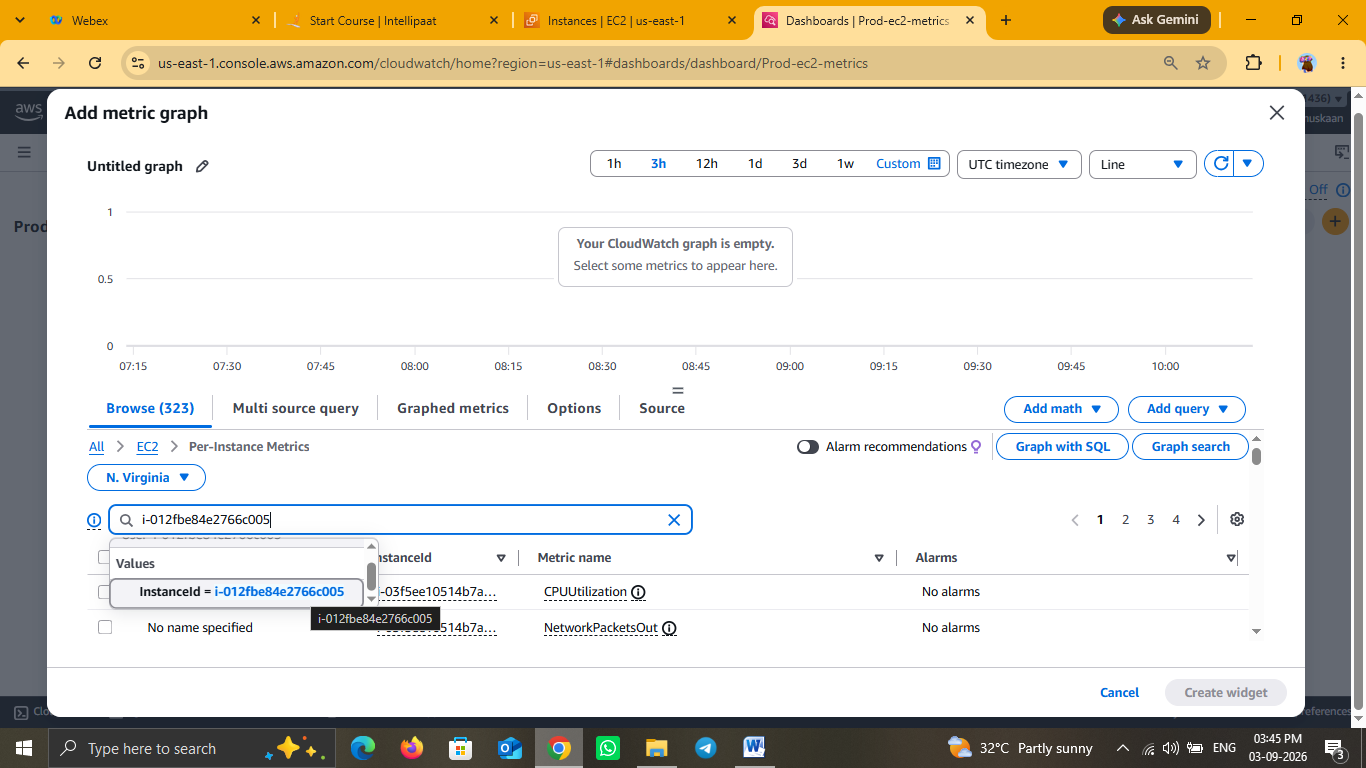 Webex
Start Course | Intellipaat
Instances | EC2 | us-east-1
Dashboards | Prod-ec2-metrics
Ask Gemini
us-east-1.console.aws.amazon.com/cloudwatch/home?region=us-east-1#dashboards/dashboard/Prod-ec2-metrics
aws
Add metric graph
Untitled graph
1h 3h 12h 1d 3d 1w Custom
UTC timezone
Line
Off
Prod
1
0.5
0
Your CloudWatch graph is empty.
Select some metrics to appear here.
07:15 07:30 07:45 08:00 08:15 08:30 08:45 09:00 09:15 09:30 09:45 10:00
Browse (323) Multi source query Graphed metrics Options Source
Add math Add query
All EC2 Per-Instance Metrics
Alarm recommendations
Graph with SQL Graph search
N. Virginia
i-012fbe84e2766c005
1 2 3 4
Values
InstanceId = i-012fbe84e2766c005
i-012fbe84e2766c005
Metric name Alarms
CPUUtilization No alarms
No name specified NetworkPacketsOut No alarms
Cancel Create widget
Type here to search
32°C Partly sunny
ENG
03:45 PM
03-09-2026
3